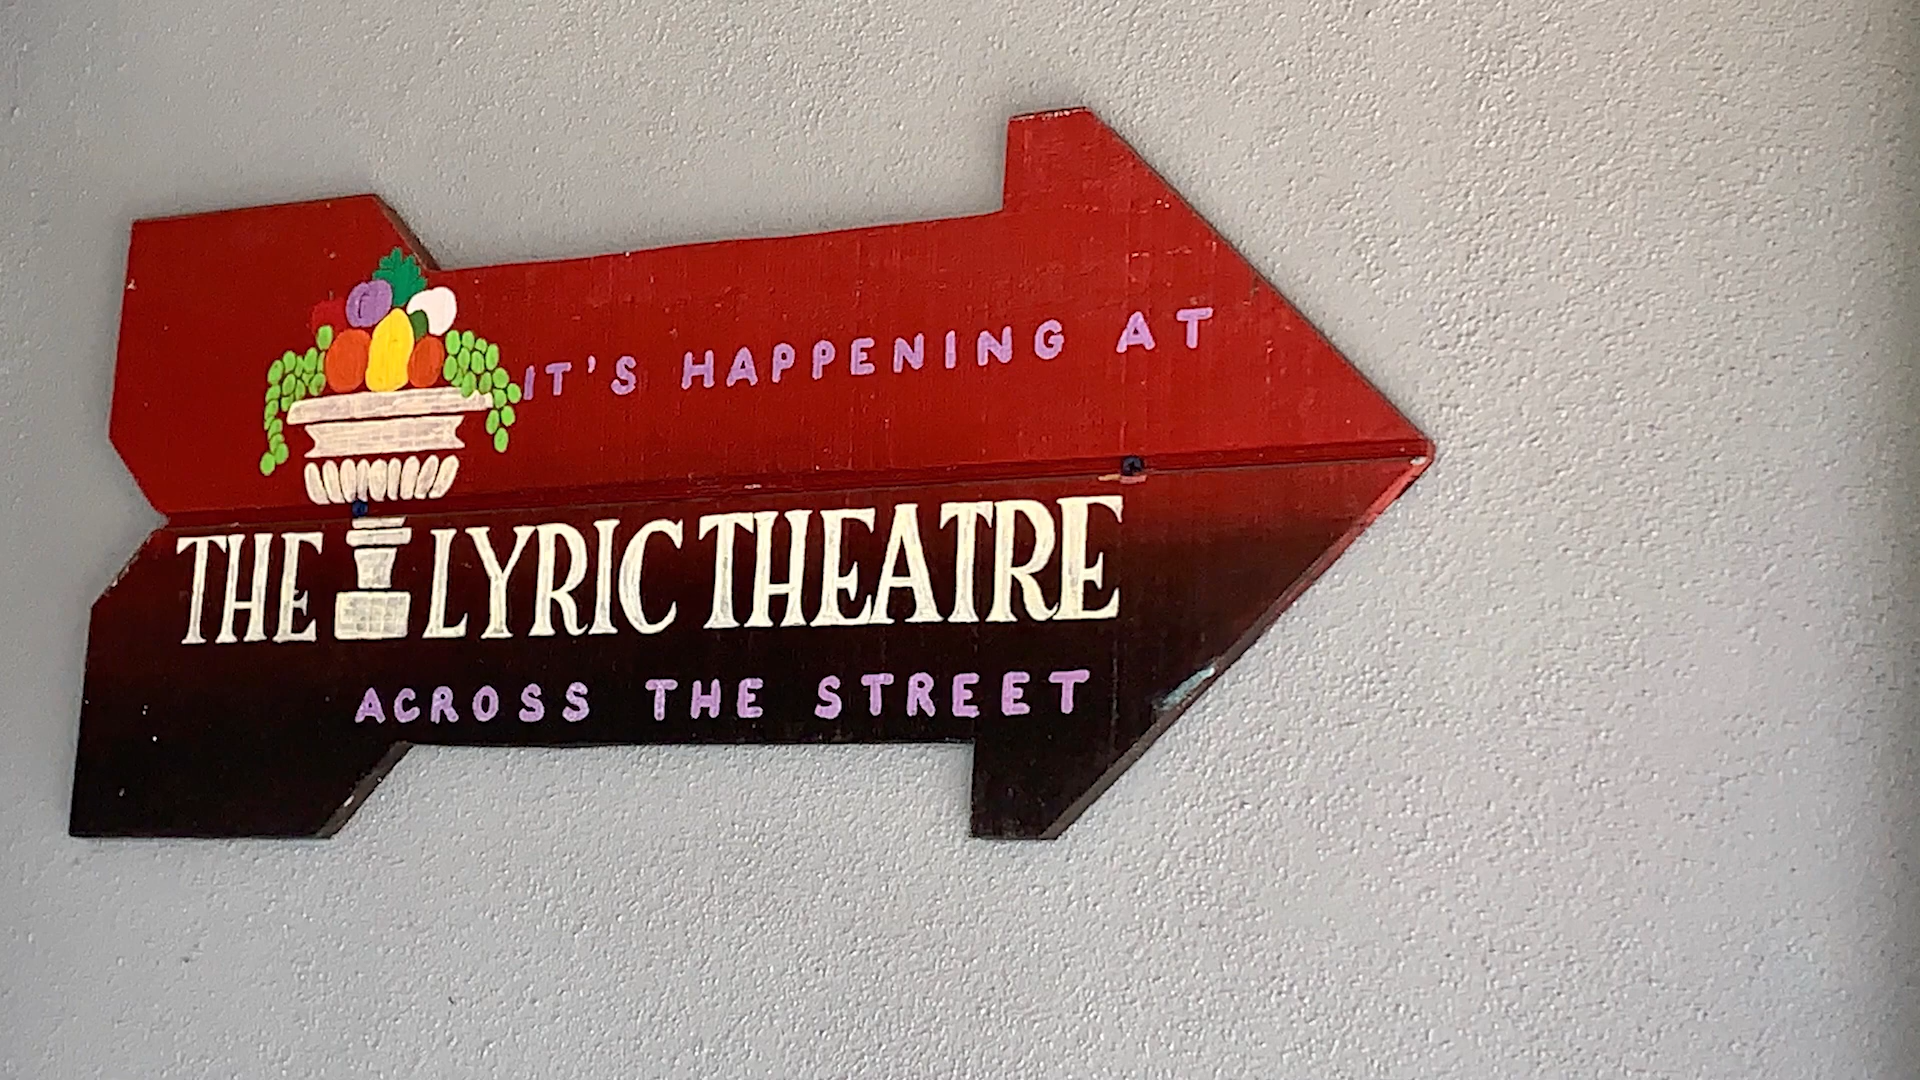 IT'S HAPPENING AT
THE LYRIC THEATRE
ACROSS THE STREET